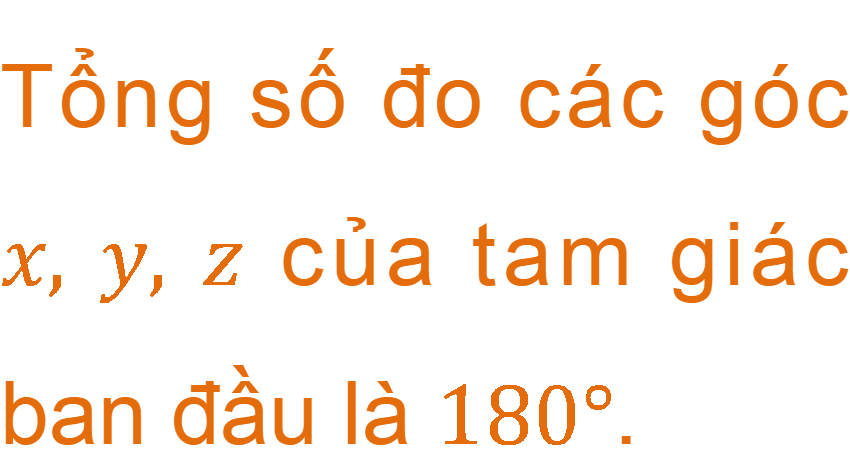 Tổng số đo các góc
x, y, z của tam giác
ban đầu là 180°.